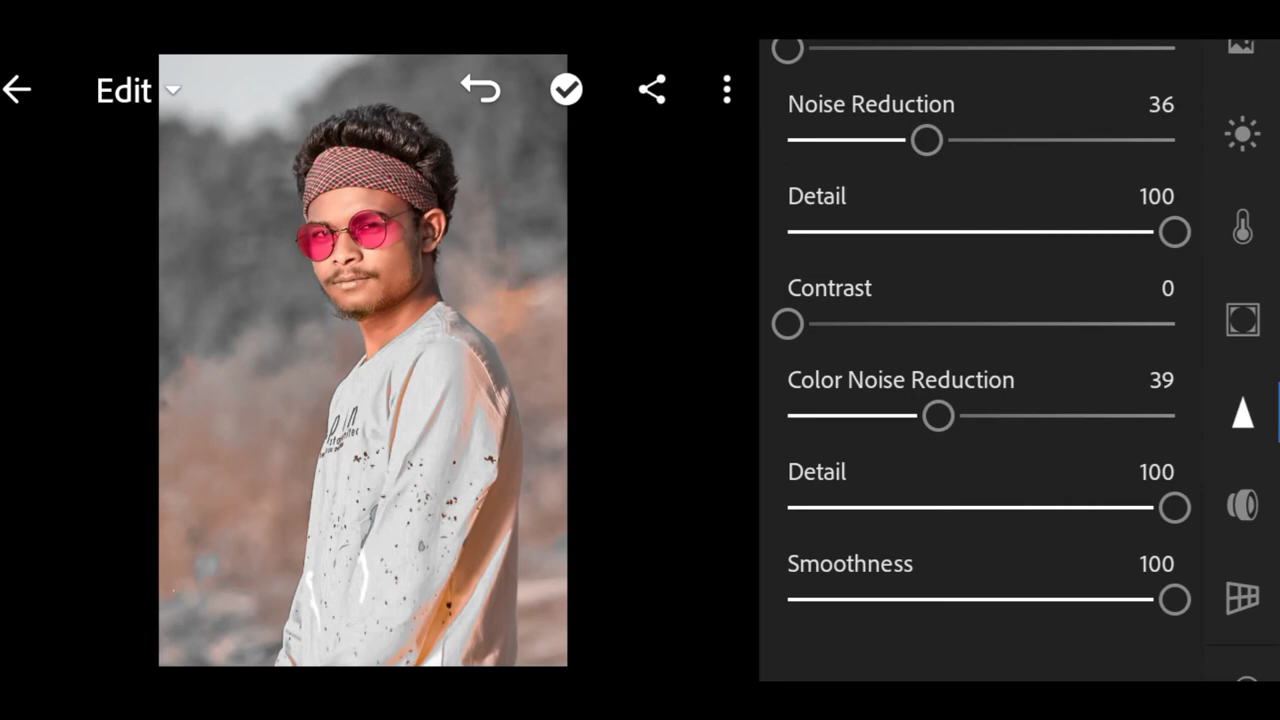 Edit
Noise Reduction 36
Detail 100
Contrast 0
Color Noise Reduction 39
Detail 100
Smoothness 100